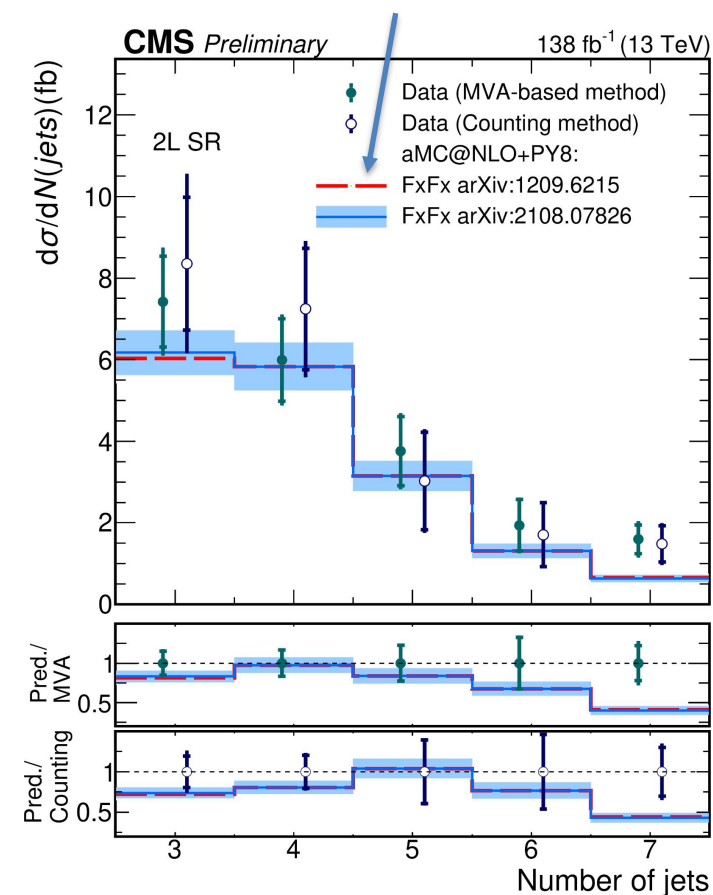 CMS Preliminary 138 fb⁻¹ (13 TeV)
dσ/dN(jets)(fb)
2L SR
Data (MVA-based method)
Data (Counting method)
aMC@NLO+PY8:
FxFx arXiv:1209.6215
FxFx arXiv:2108.07826
12
10
8
6
4
2
0
Pred./
MVA
1
0.5
Pred./
Counting
1
0.5
3 4 5 6 7
Number of jets